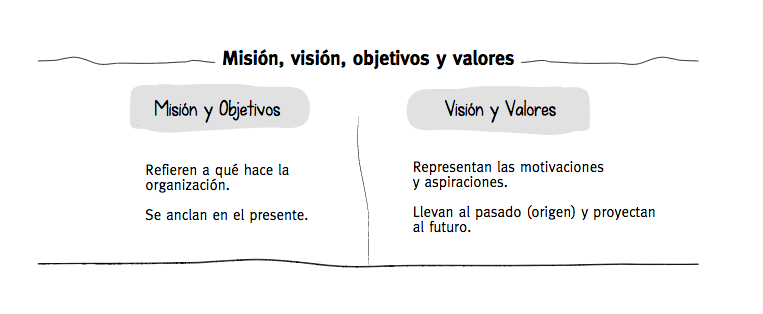 Misión, visión, objetivos y valores
Misión y Objetivos
Refieren a qué hace la
organización.
Se anclan en el presente.
Visión y Valores
Representan las motivaciones
y aspiraciones.
Llevan al pasado (origen) y proyectan
al futuro.